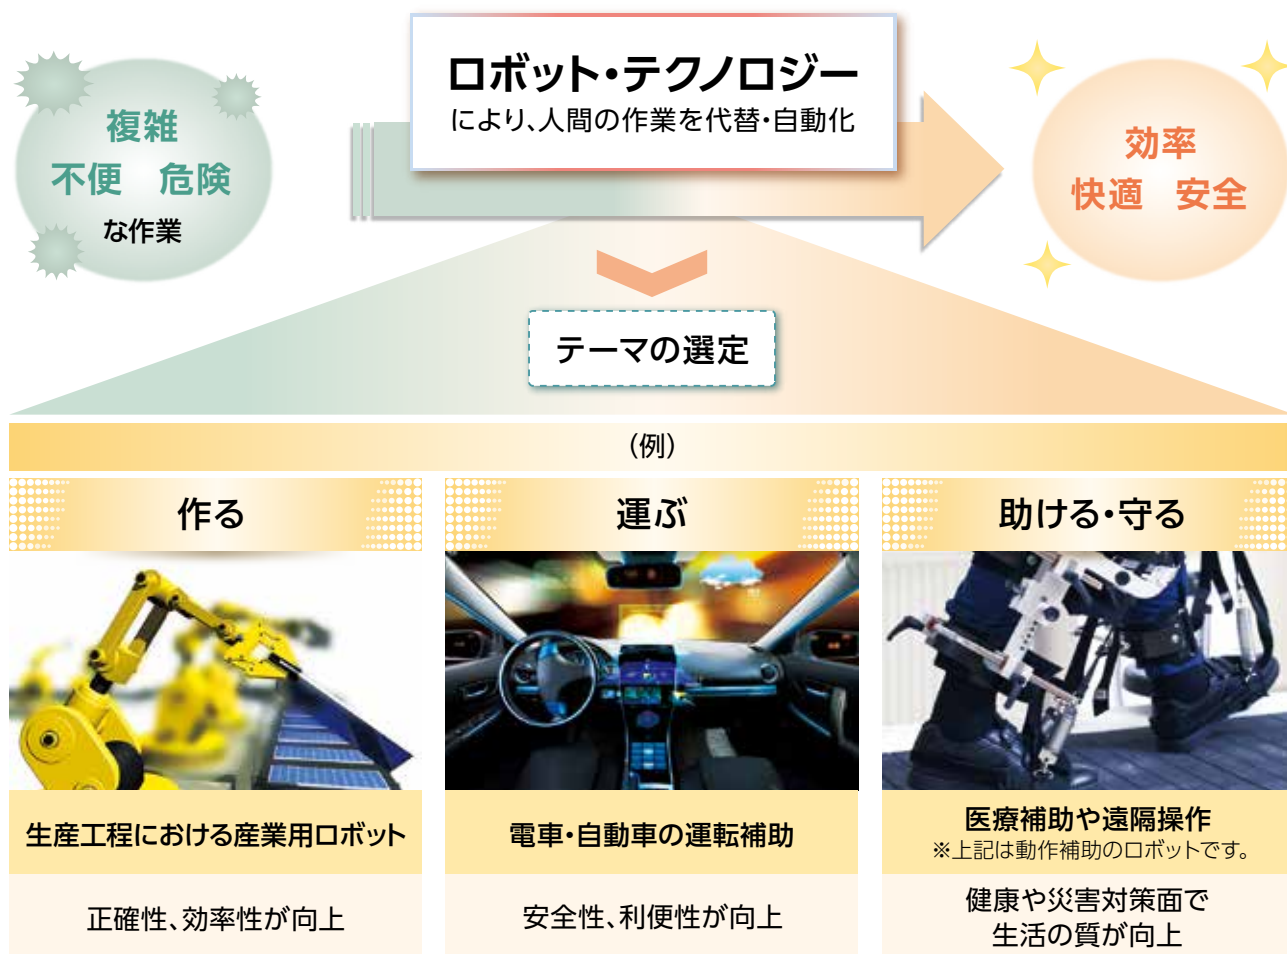 ロボット・テクノロジー
により、人間の作業を代替・自動化
複雑
不便　危険
な作業
効率
快適　安全
テーマの選定
（例）
作る
運ぶ
助ける・守る
生産工程における産業用ロボット
電車・自動車の運転補助
医療補助や遠隔操作
※上記は動作補助のロボットです。
正確性、効率性が向上
安全性、利便性が向上
健康や災害対策面で
生活の質が向上